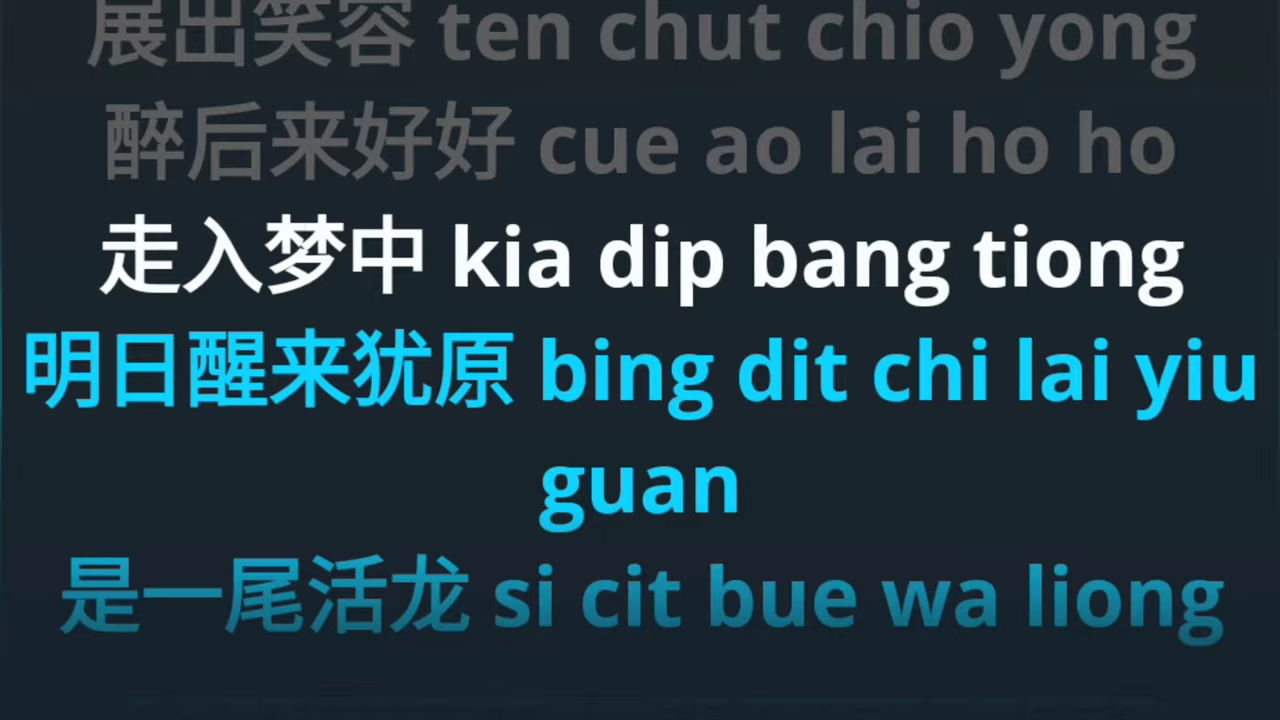 展出笑容 ten chut chio yong
醉后来好好 cue ao lai ho ho
走入梦中 kia dip bang tiong
明日醒来犹原 bing dit chi lai yiu
guan
是一尾活龙 si cit bue wa liong